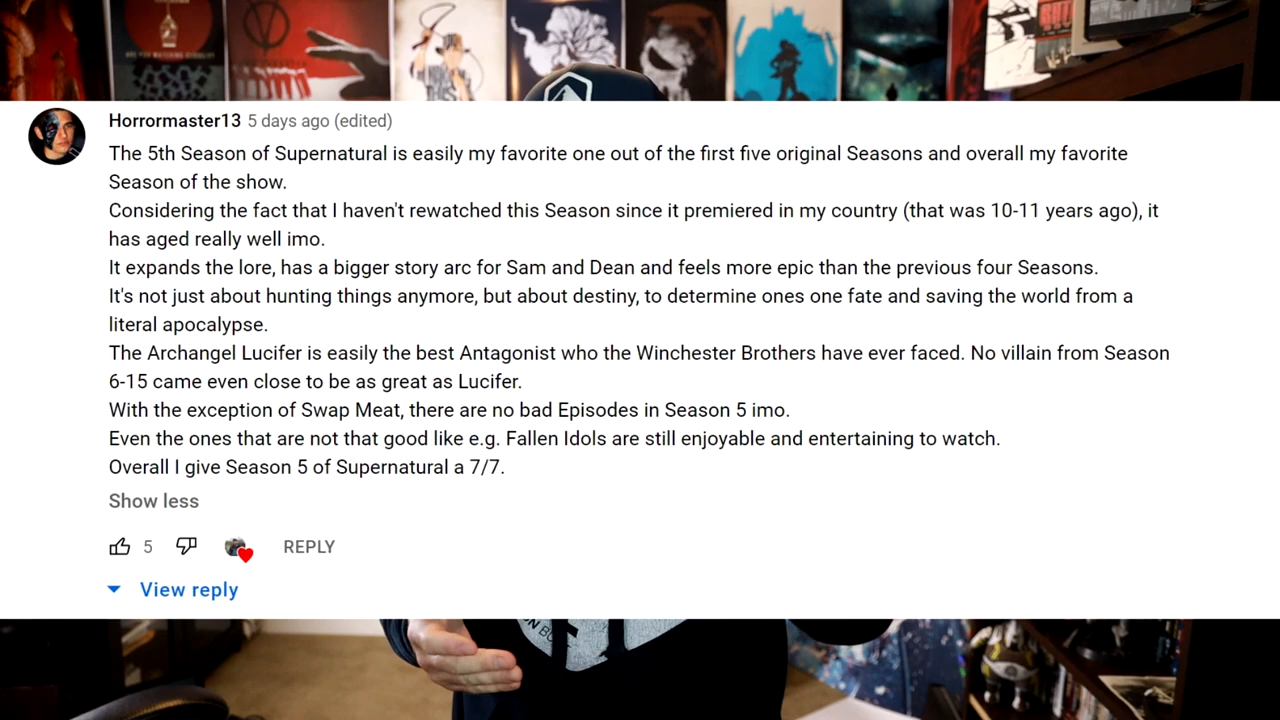 Horrormaster13 5 days ago (edited)
The 5th Season of Supernatural is easily my favorite one out of the first five original Seasons and overall my favorite
Season of the show.
Considering the fact that I haven't rewatched this Season since it premiered in my country (that was 10-11 years ago), it
has aged really well imo.
It expands the lore, has a bigger story arc for Sam and Dean and feels more epic than the previous four Seasons.
It's not just about hunting things anymore, but about destiny, to determine ones one fate and saving the world from a
literal apocalypse.
The Archangel Lucifer is easily the best Antagonist who the Winchester Brothers have ever faced. No villain from Season
6-15 came even close to be as great as Lucifer.
With the exception of Swap Meat, there are no bad Episodes in Season 5 imo.
Even the ones that are not that good like e.g. Fallen Idols are still enjoyable and entertaining to watch.
Overall I give Season 5 of Supernatural a 7/7.
Show less
5 REPLY
View reply